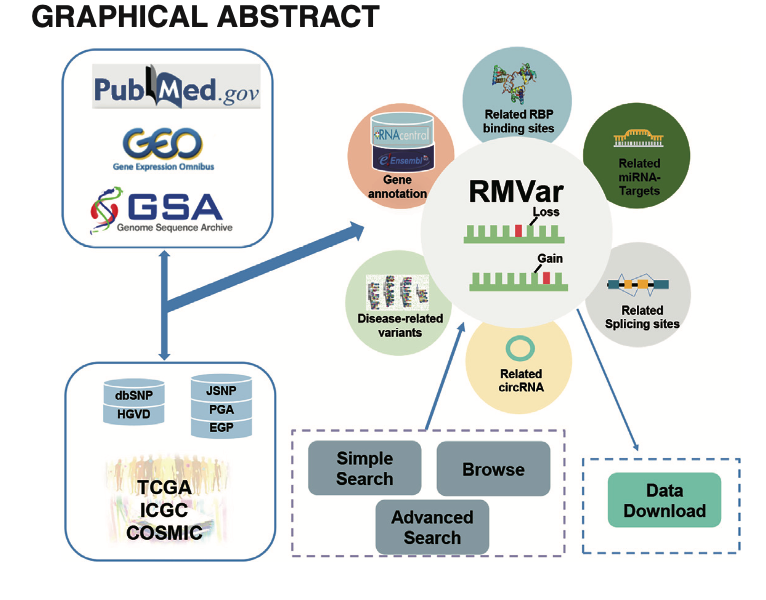 GRAPHICAL ABSTRACT
PubMed.gov
GEO
Gene Expression Omnibus
GSA
Genome Sequence Archive
dbSNP
HGVD
JSNP
PGA
EGP
TCGA
ICGC
COSMIC
Related RBP
binding sites
RNAcentral
e!Ensembl
Gene
annotation
Related
miRNA-
Targets
RMVar
Loss
Gain
Disease-related
variants
Related
Splicing sites
Related
circRNA
Simple
Search
Browse
Advanced
Search
Data
Download